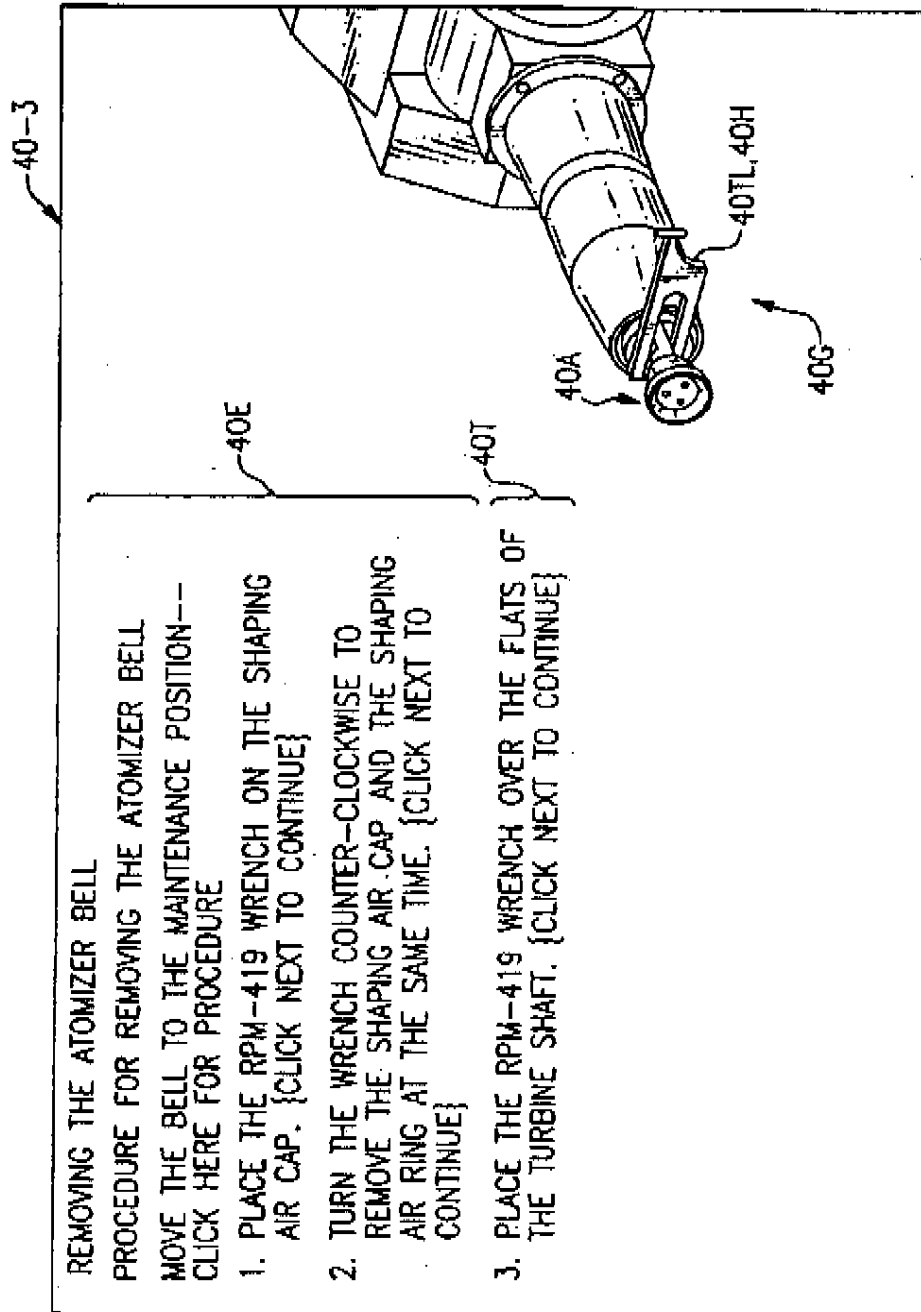 40-3
REMOVING THE ATOMIZER BELL
PROCEDURE FOR REMOVING THE ATOMIZER BELL
MOVE THE BELL TO THE MAINTENANCE POSITION--
CLICK HERE FOR PROCEDURE
1. PLACE THE RPM-419 WRENCH ON THE SHAPING
AIR CAP. {CLICK NEXT TO CONTINUE}
2. TURN THE WRENCH COUNTER-CLOCKWISE TO
REMOVE THE SHAPING AIR CAP AND THE SHAPING
AIR RING AT THE SAME TIME. {CLICK NEXT TO
CONTINUE}
3. PLACE THE RPM-419 WRENCH OVER THE FLATS OF
THE TURBINE SHAFT. {CLICK NEXT TO CONTINUE}
40E
40T
40A
40TL, 40H
40G